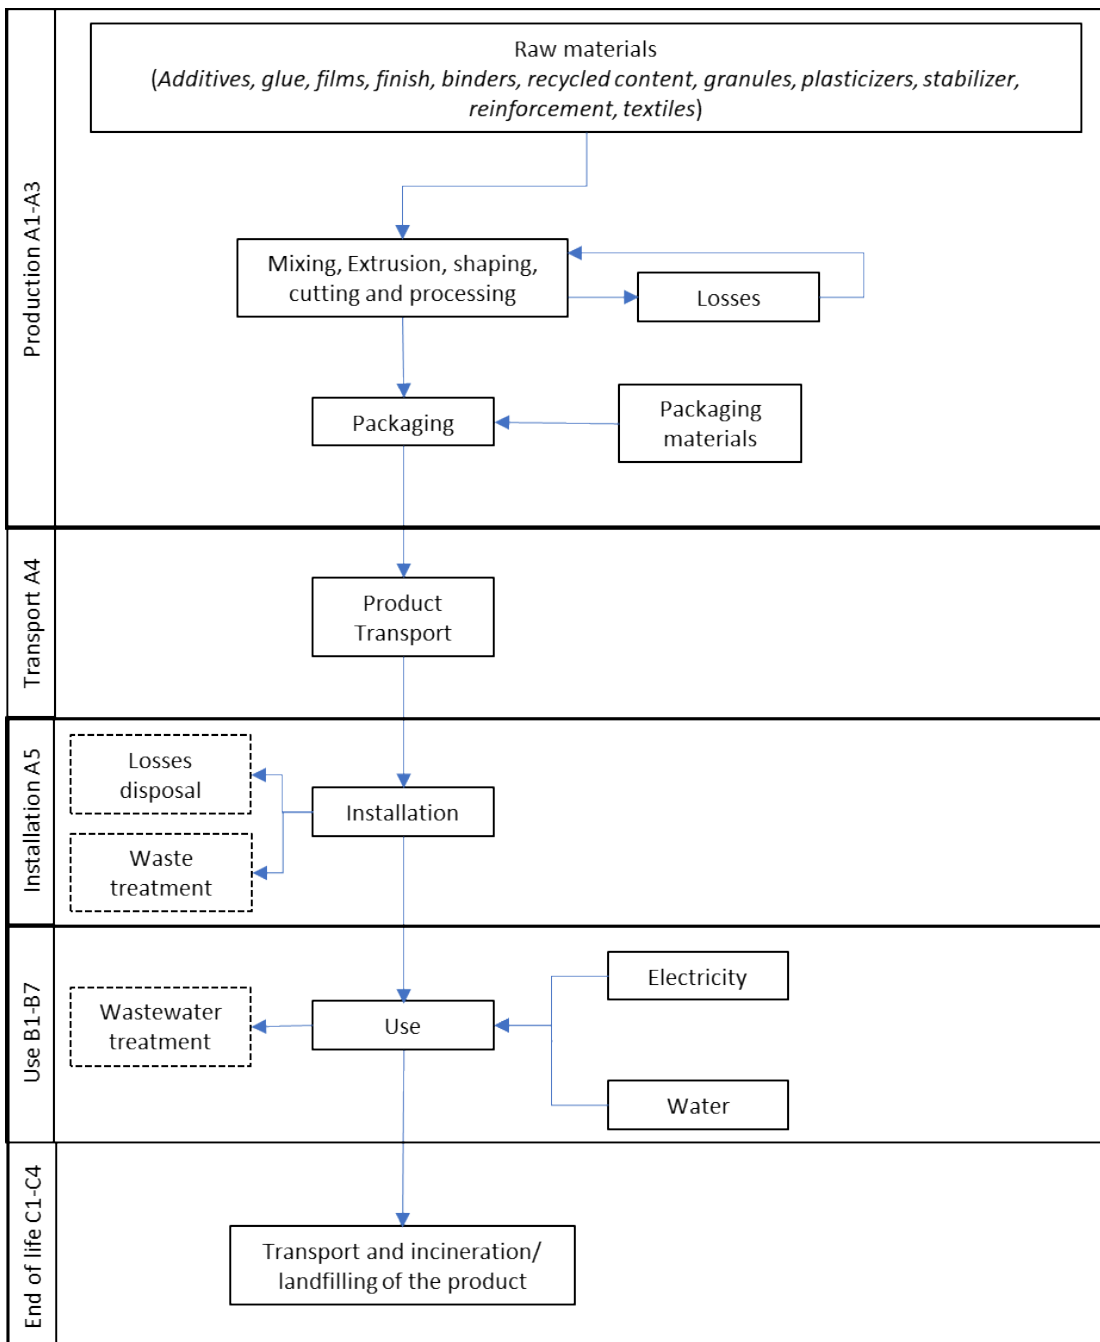 Production A1-A3
Raw materials
(Additives, glue, films, finish, binders, recycled content, granules, plasticizers, stabilizer,
reinforcement, textiles)
Mixing, Extrusion, shaping,
cutting and processing
Losses
Packaging
Packaging
materials
Transport A4
Product
Transport
Installation A5
Losses
disposal
Installation
Waste
treatment
Use B1-B7
Electricity
Wastewater
treatment
Use
Water
End of life C1-C4
Transport and incineration/
landfilling of the product